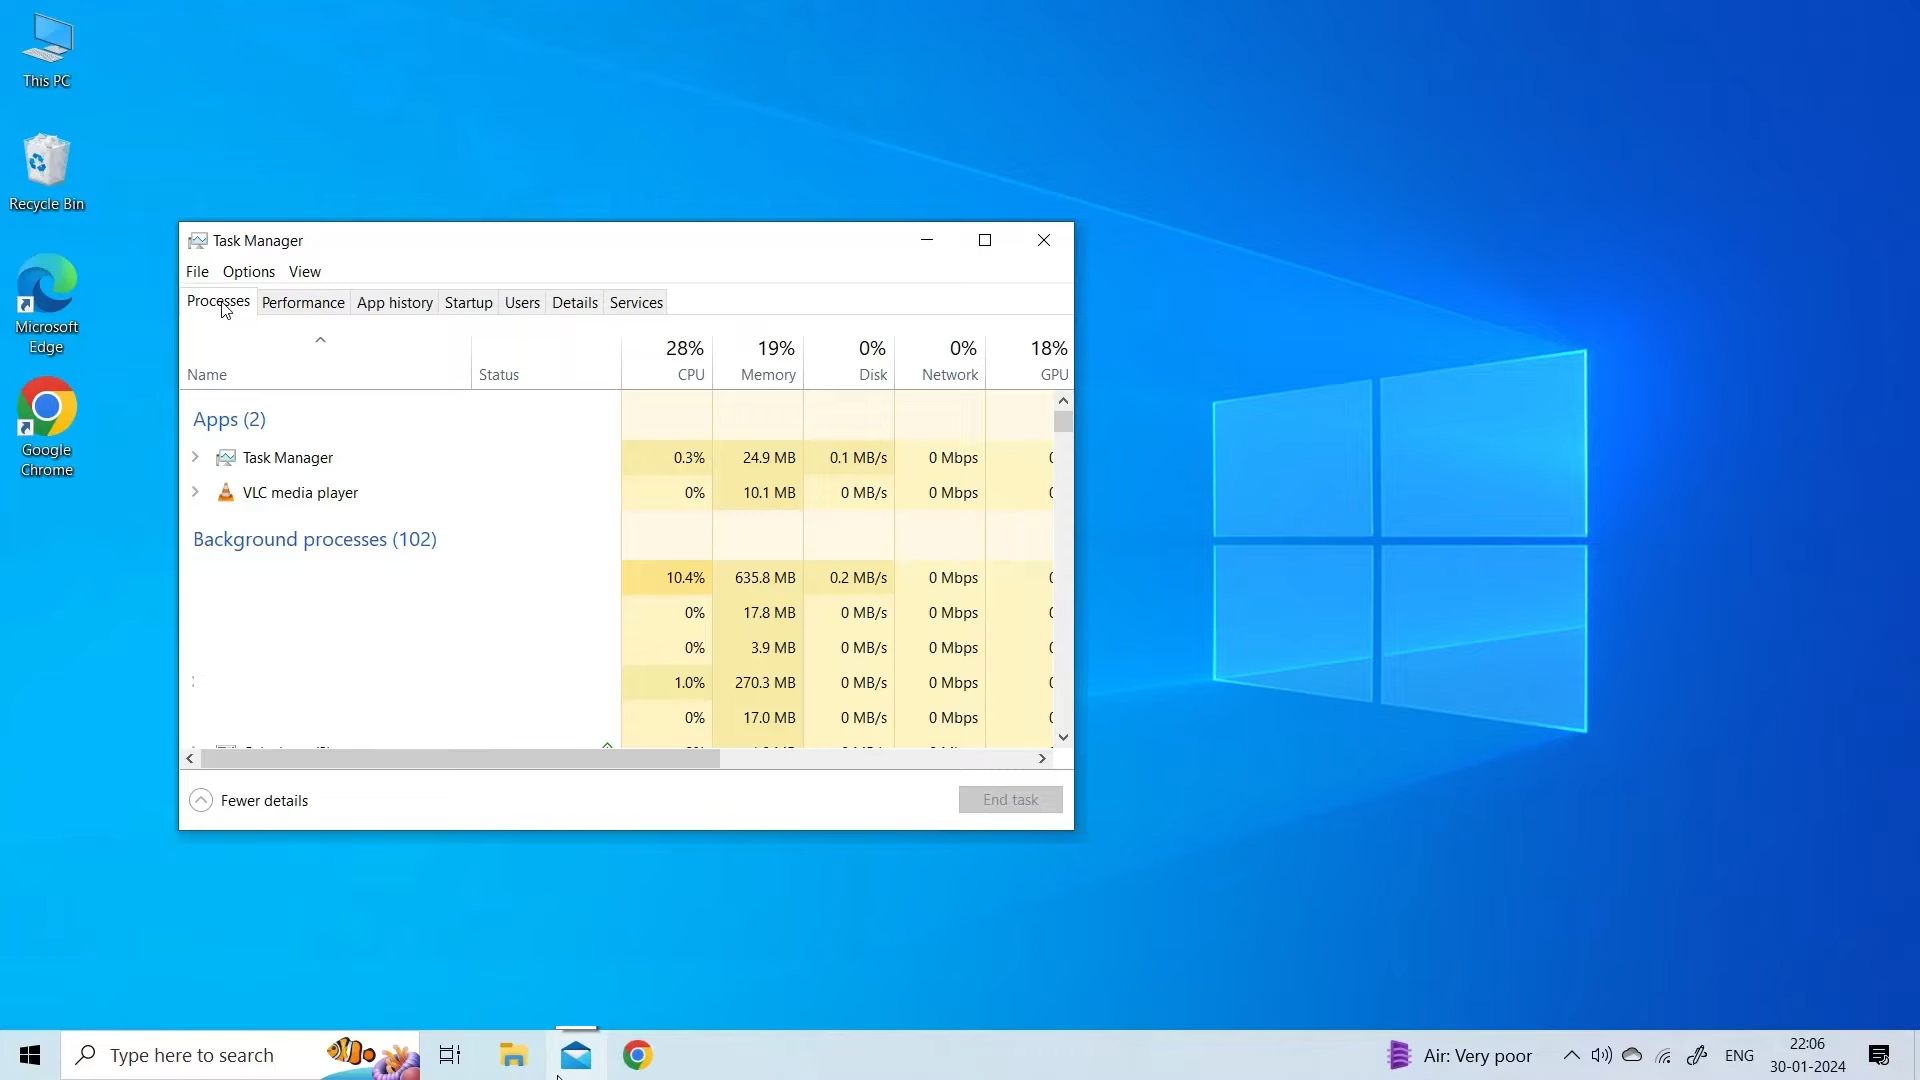 This PC
Recycle Bin
Microsoft
Edge
Google
Chrome
Task Manager
File Options View
Processes Performance App history Startup Users Details Services
28% 19% 0% 0% 18%
Name Status CPU Memory Disk Network GPU
Apps (2)
Task Manager 0.3% 24.9 MB 0.1 MB/s 0 Mbps
VLC media player 0% 10.1 MB 0 MB/s 0 Mbps
Background processes (102)
10.4% 635.8 MB 0.2 MB/s 0 Mbps
0% 17.8 MB 0 MB/s 0 Mbps
0% 3.9 MB 0 MB/s 0 Mbps
1.0% 270.3 MB 0 MB/s 0 Mbps
0% 17.0 MB 0 MB/s 0 Mbps
Fewer details End task
Type here to search
Air: Very poor
ENG
22:06
30-01-2024